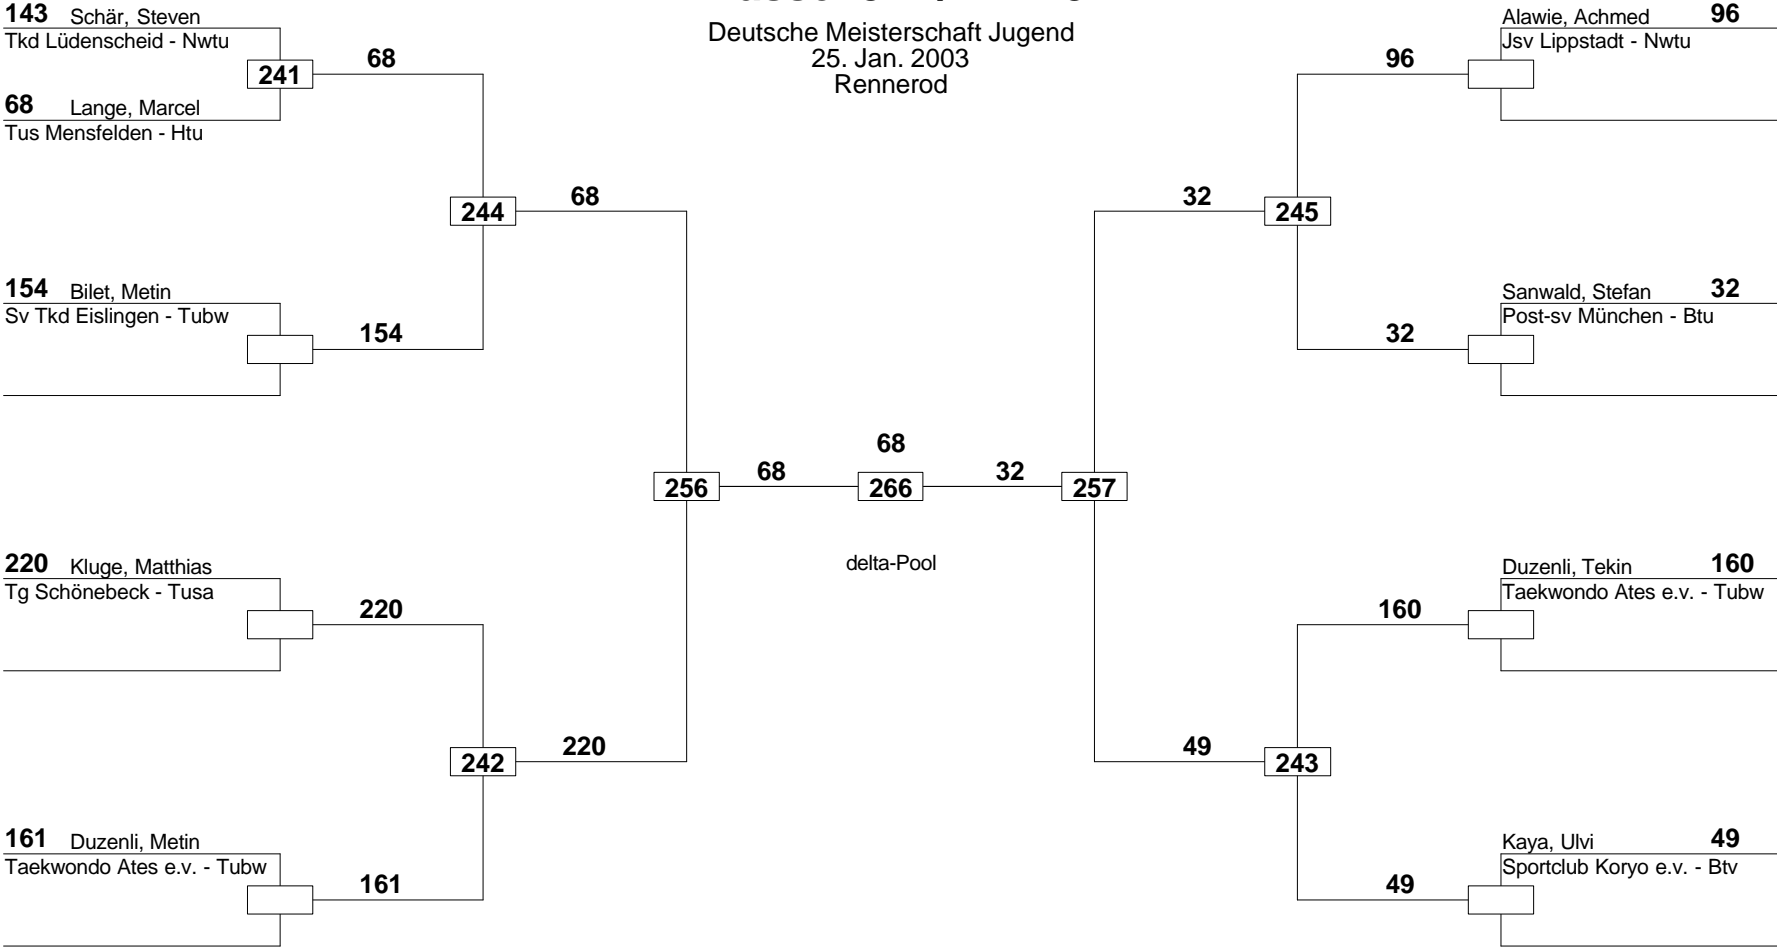 Deutsche Meisterschaft Jugend
25. Jan. 2003
Rennerod
143 Schär, Steven
Tkd Lüdenscheid - Nwtu
241
68
68 Lange, Marcel
Tus Mensfelden - Htu
244
68
154 Bilet, Metin
Sv Tkd Eislingen - Tubw
154
256
68
68
266
32
257
delta-Pool
220 Kluge, Matthias
Tg Schönebeck - Tusa
220
242
220
161 Duzenli, Metin
Taekwondo Ates e.v. - Tubw
161
Alawie, Achmed 96
Jsv Lippstadt - Nwtu
96
32
245
Sanwald, Stefan 32
Post-sv München - Btu
32
Duzenli, Tekin 160
Taekwondo Ates e.v. - Tubw
160
49
243
Kaya, Ulvi 49
Sportclub Koryo e.v. - Btv
49